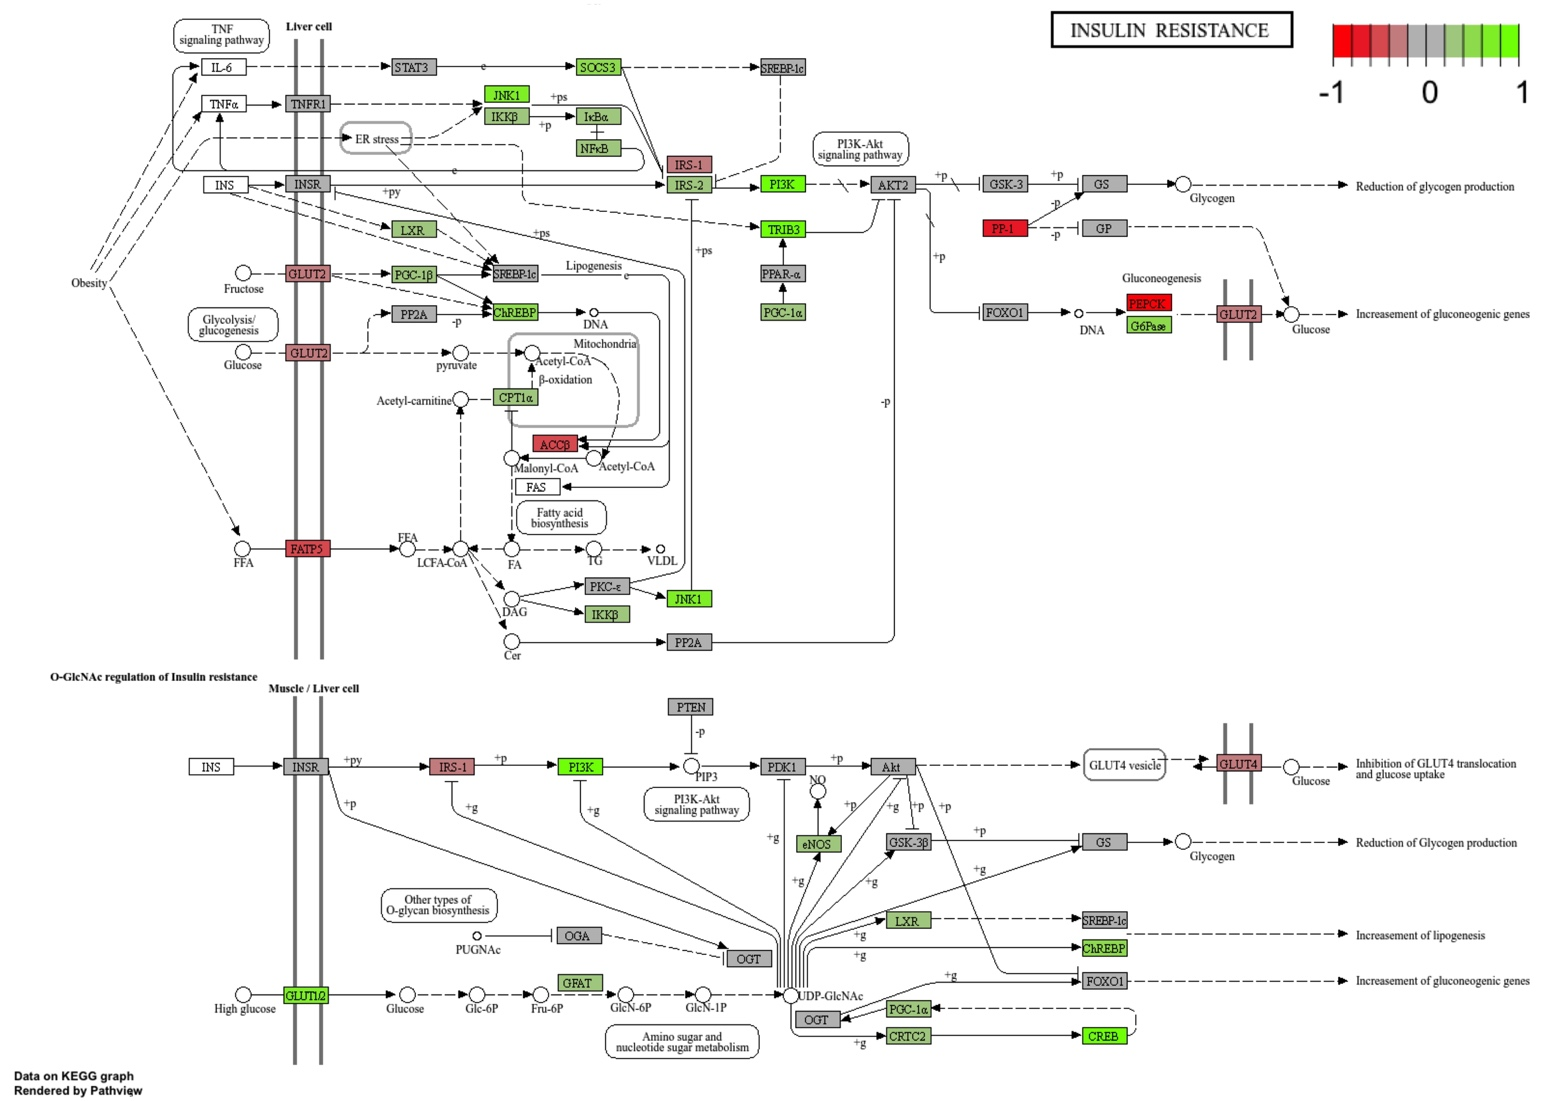 INSULIN RESISTANCE
-1
0
1
TNF
signaling pathway
Liver cell
IL-6
STAT3
e
SOCS3
SREBP-1c
TNFα
TNFR1
JNK1
+ps
IKKβ
+p
IκBα
NFκB
ER stress
e
IRS-1
PI3K-Akt
signaling pathway
INS
INSR
+py
IRS-2
PI3K
AKT2
+p
GSK-3
+p
GS
Glycogen
Reduction of glycogen production
LXR
+ps
+ps
TRIB3
PP-1
-p
-p
GP
+p
Obesity
Fructose
GLUT2
PGC-1β
SREBP-1c
Lipogenesis
e
PPAR-α
Gluconeogenesis
Glycolysis/
glucogenesis
PP2A
-p
ChREBP
DNA
PGC-1α
FOXO1
DNA
PEPCK
G6Pase
GLUT2
Glucose
Increasement of gluconeogenic genes
Glucose
GLUT2
pyruvate
Mitochondria
Acetyl-CoA
β-oxidation
Acetyl-carnitine
CPT1α
-p
ACCβ
Malonyl-CoA
Acetyl-CoA
FAS
Fatty acid
biosynthesis
FFA
FATP5
FFA
LCFA-CoA
FA
TG
VLDL
DAG
PKC-ε
JNK1
IKKβ
Cer
PP2A
O-GlcNAc regulation of Insulin resistance
Muscle / Liver cell
PTEN
-p
INS
INSR
+py
IRS-1
+p
PI3K
PIP3
PDK1
+p
Akt
GLUT4 vesicle
GLUT4
Glucose
Inhibition of GLUT4 translocation
and glucose uptake
+p
+g
+g
PI3K-Akt
signaling pathway
NO
+p
+g
+p
+p
+g
eNOS
GSK-3β
+p
GS
Glycogen
Reduction of Glycogen production
+g
+g
+g
Other types of
O-glycan biosynthesis
PUGNAc
OGA
OGT
LXR
+g
SREBP-1c
Increasement of lipogenesis
+g
ChREBP
High glucose
GLUT1/2
Glucose
Glc-6P
Fru-6P
GFAT
GlcN-6P
GlcN-1P
UDP-GlcNAc
+g
FOXO1
Increasement of gluconeogenic genes
OGT
PGC-1α
+g
CRTC2
CREB
Amino sugar and
nucleotide sugar metabolism
Data on KEGG graph
Rendered by Pathview